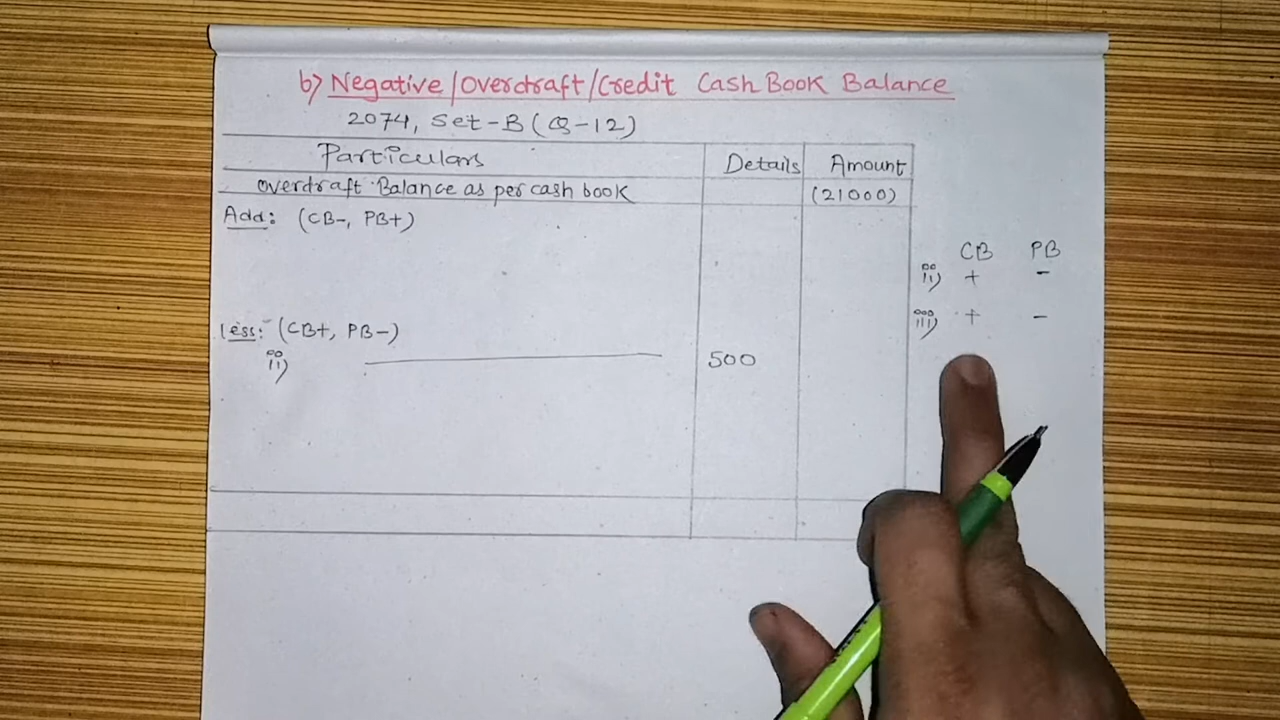 b) Negative/Overdraft/Credit Cash Book Balance
2074, Set-B (Q-12)
Particulars Details Amount
overdraft Balance as per cash book (21000)
Add: (CB-, PB+)
CB PB
ii) + -
iii) + -
Less: (CB+, PB-)
ii) 500